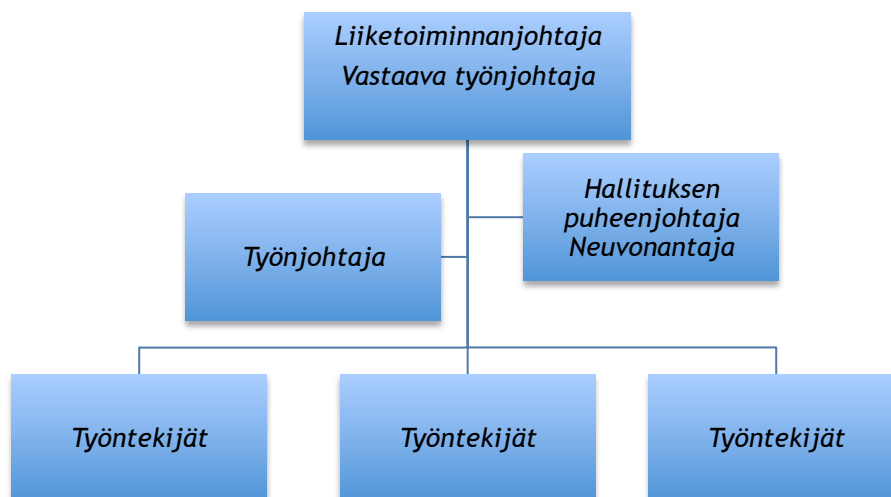 Liiketoiminnanjohtaja
Vastaava työnjohtaja
Hallituksen
puheenjohtaja
Neuvonantaja
Työnjohtaja
Työntekijät
Työntekijät
Työntekijät